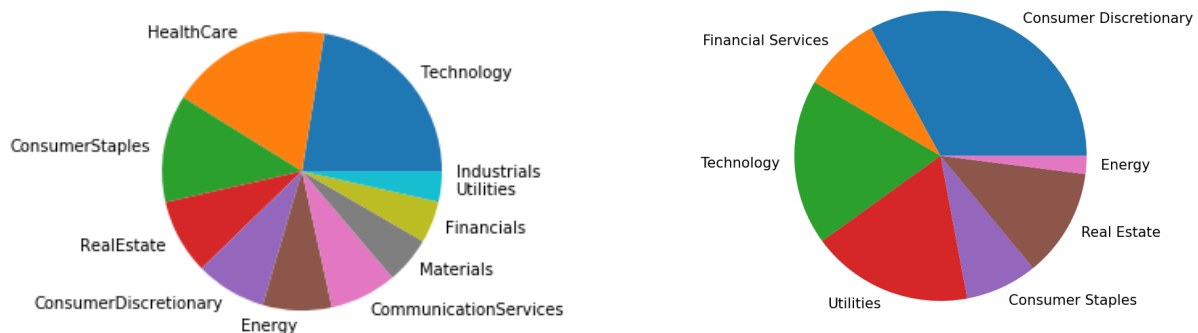 HealthCare
Technology
ConsumerStaples
Industrials
Utilities
Financials
RealEstate
Materials
ConsumerDiscretionary
CommunicationServices
Energy
Consumer Discretionary
Financial Services
Technology
Energy
Real Estate
Utilities
Consumer Staples